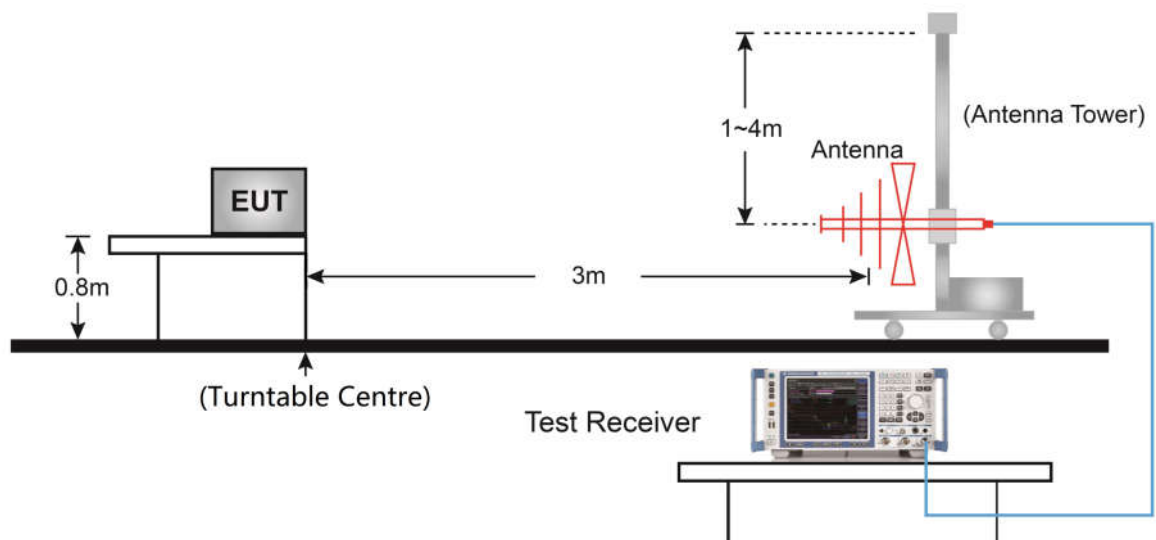 1~4m
(Antenna Tower)
Antenna
EUT
0.8m
3m
(Turntable Centre)
Test Receiver